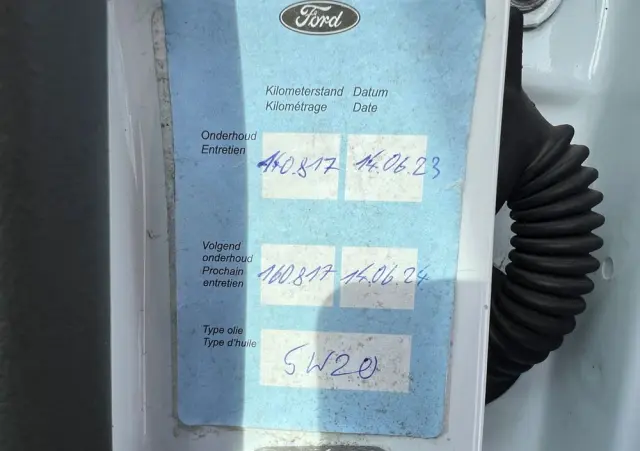 Ford
Kilometerstand Datum
Kilométrage Date
Onderhoud
Entretien
140.817 14.06.23
Volgend
onderhoud
Prochain
entretien
160.817 14.06.24
Type olie
Type d'huile
5W20